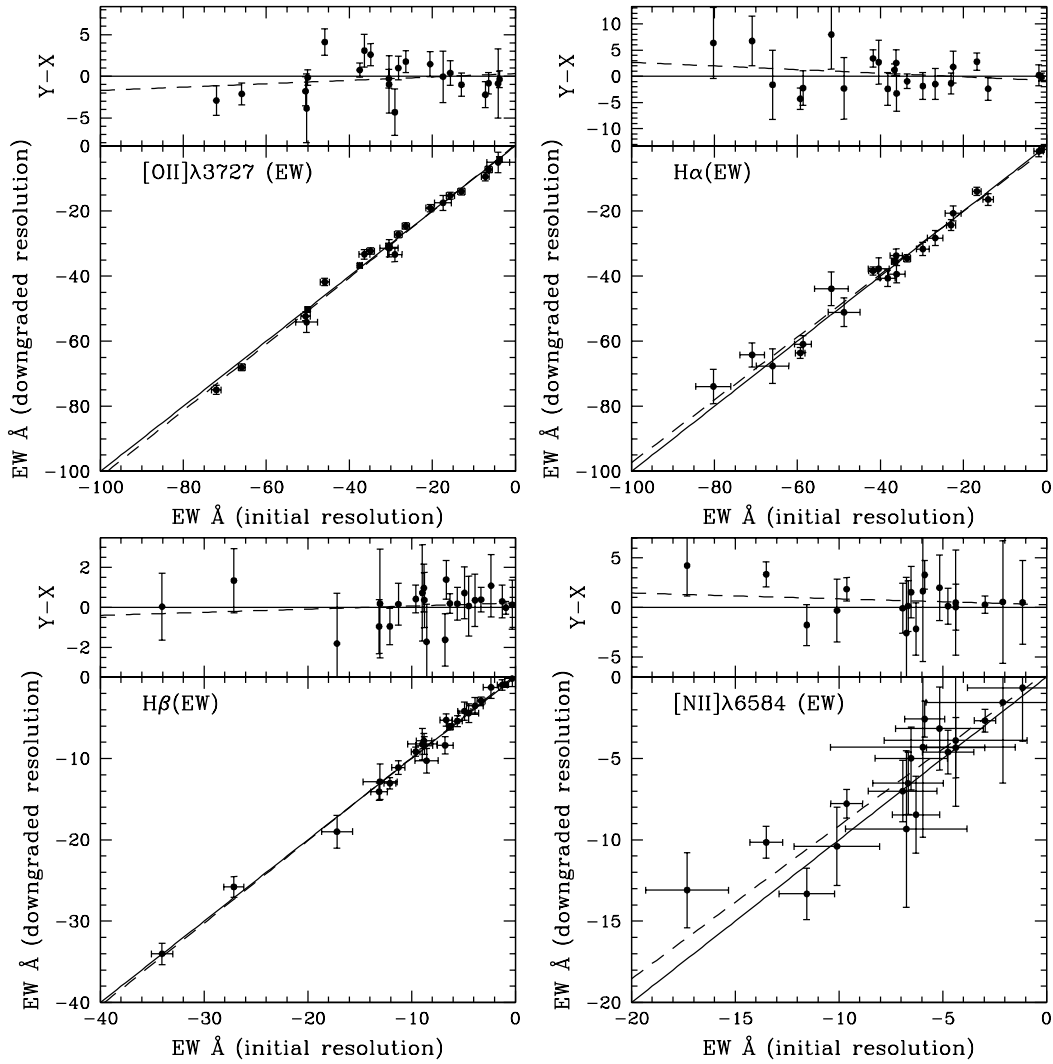 Y−X
5
0
−5
0
[OII]λ3727 (EW)
EW Å (downgraded resolution)
−20
−40
−60
−80
−100
−100 −80 −60 −40 −20 0
EW Å (initial resolution)
Y−X
10
5
0
−5
−10
0
Hα(EW)
EW Å (downgraded resolution)
−20
−40
−60
−80
−100
−100 −80 −60 −40 −20 0
EW Å (initial resolution)
Y−X
2
0
−2
0
Hβ(EW)
EW Å (downgraded resolution)
−10
−20
−30
−40
−40 −30 −20 −10 0
EW Å (initial resolution)
Y−X
5
0
−5
0
[NII]λ6584 (EW)
EW Å (downgraded resolution)
−5
−10
−15
−20
−20 −15 −10 −5 0
EW Å (initial resolution)